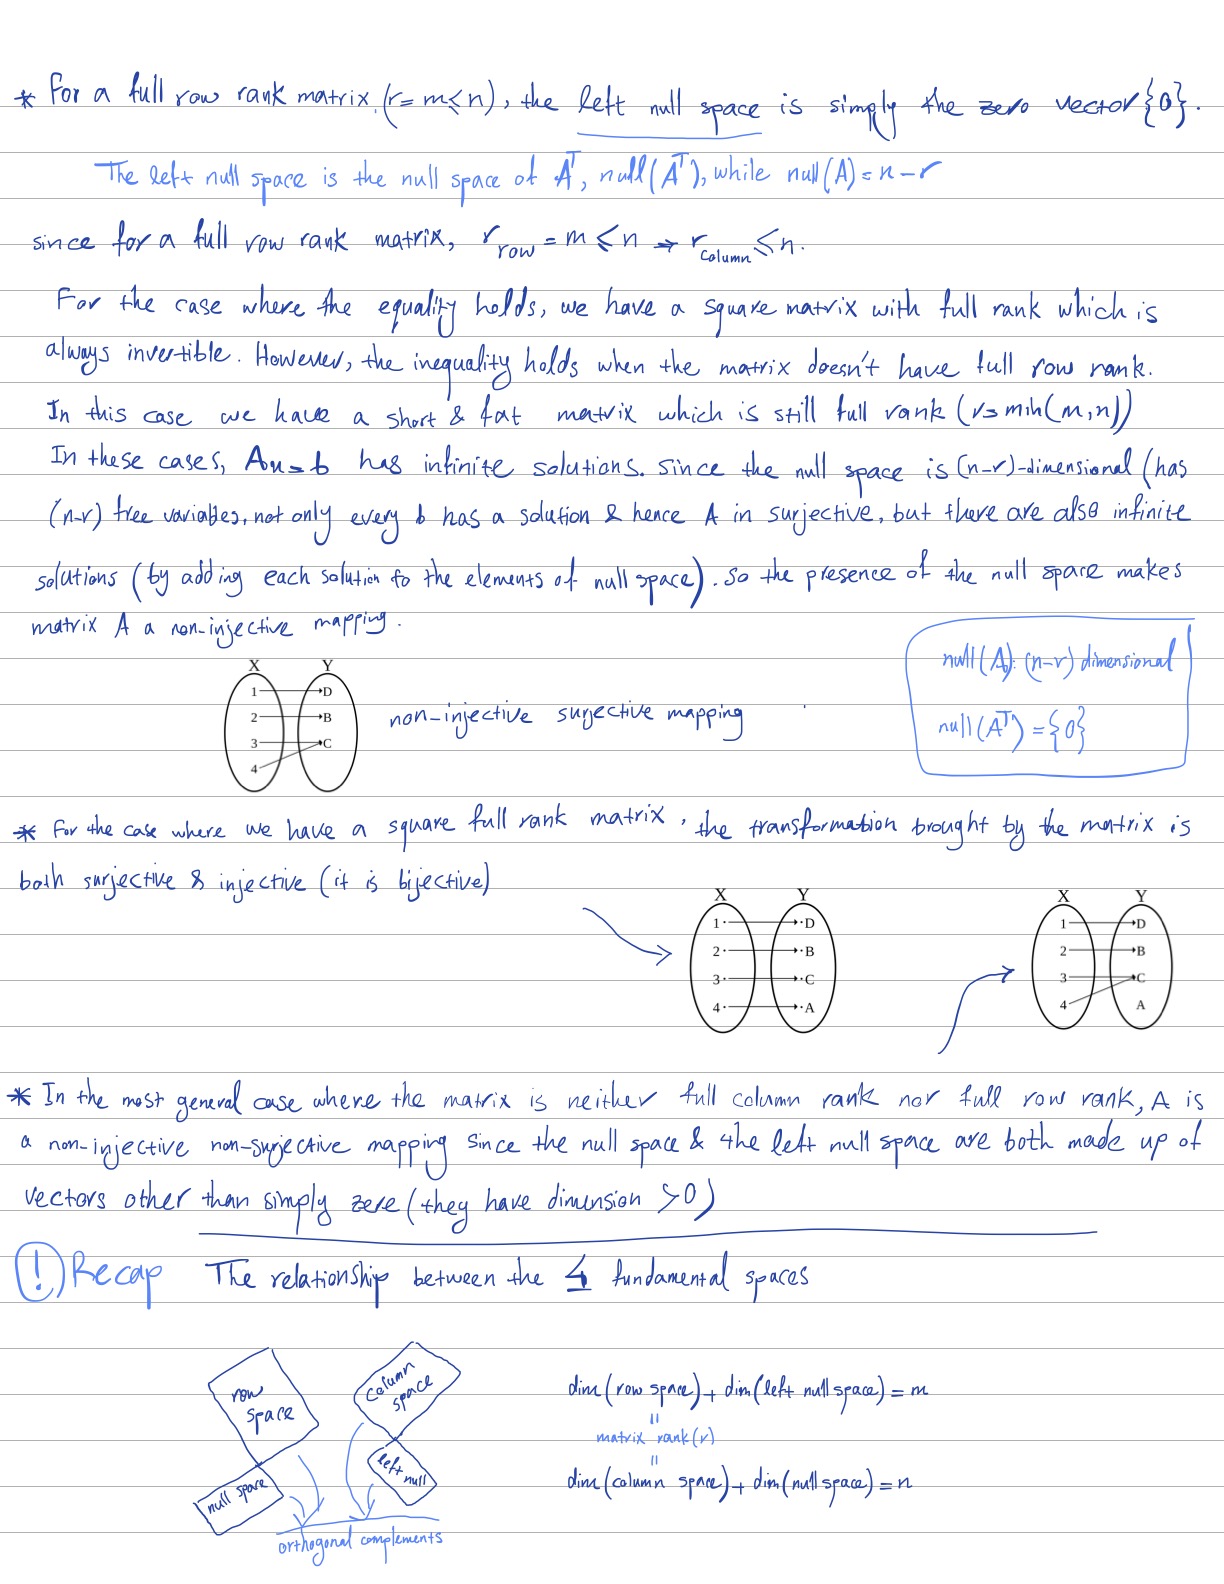 * For a full row rank matrix (r = m ≤ n), the left null space is simply the zero vector {0}.
The left null space is the null space of Aᵀ, null(Aᵀ), while null(A) = n-r
since for a full row rank matrix, r row = m ≤ n → r column ≤ n.
For the case where the equality holds, we have a square matrix with full rank which is
always invertible. However, the inequality holds when the matrix doesn't have full row rank.
In this case we have a short & fat matrix which is still full rank (r = min(m,n))
In these cases, Au = b has infinite solutions. since the null space is (n-r)-dimensional (has
(n-r) free variables, not only every b has a solution & hence A in surjective, but there are also infinite
solutions (by adding each solution to the elements of null space). so the presence of the null space makes
matrix A a non-injective mapping.
null(A): (n-r) dimensional
null(Aᵀ) = {0}
X Y
1 D
2 B
3 C
4
non-injective surjective mapping
* For the case where we have a square full rank matrix, the transformation brought by the matrix is
both surjective & injective (it is bijective)
X Y
1 D
2 B
3 C
4 A
X Y
1 D
2 B
3 C
4 A
* In the most general case where the matrix is neither full column rank nor full row rank, A is
a non-injective non-surjective mapping since the null space & the left null space are both made up of
vectors other than simply zero (they have dimension > 0)
! Recap The relationship between the 4 fundamental spaces
row
space
column
space
null space
left
null
orthogonal complements
dim(row space) + dim(left null space) = m
=
matrix rank(r)
=
dim(column space) + dim(null space) = n